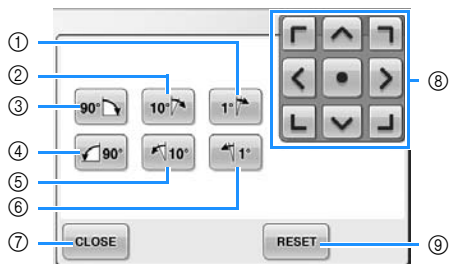 ①
②
③ 90° 10° 1° ⑧
④ 90° 10° 1°
⑤
⑥
⑦ CLOSE RESET ⑨